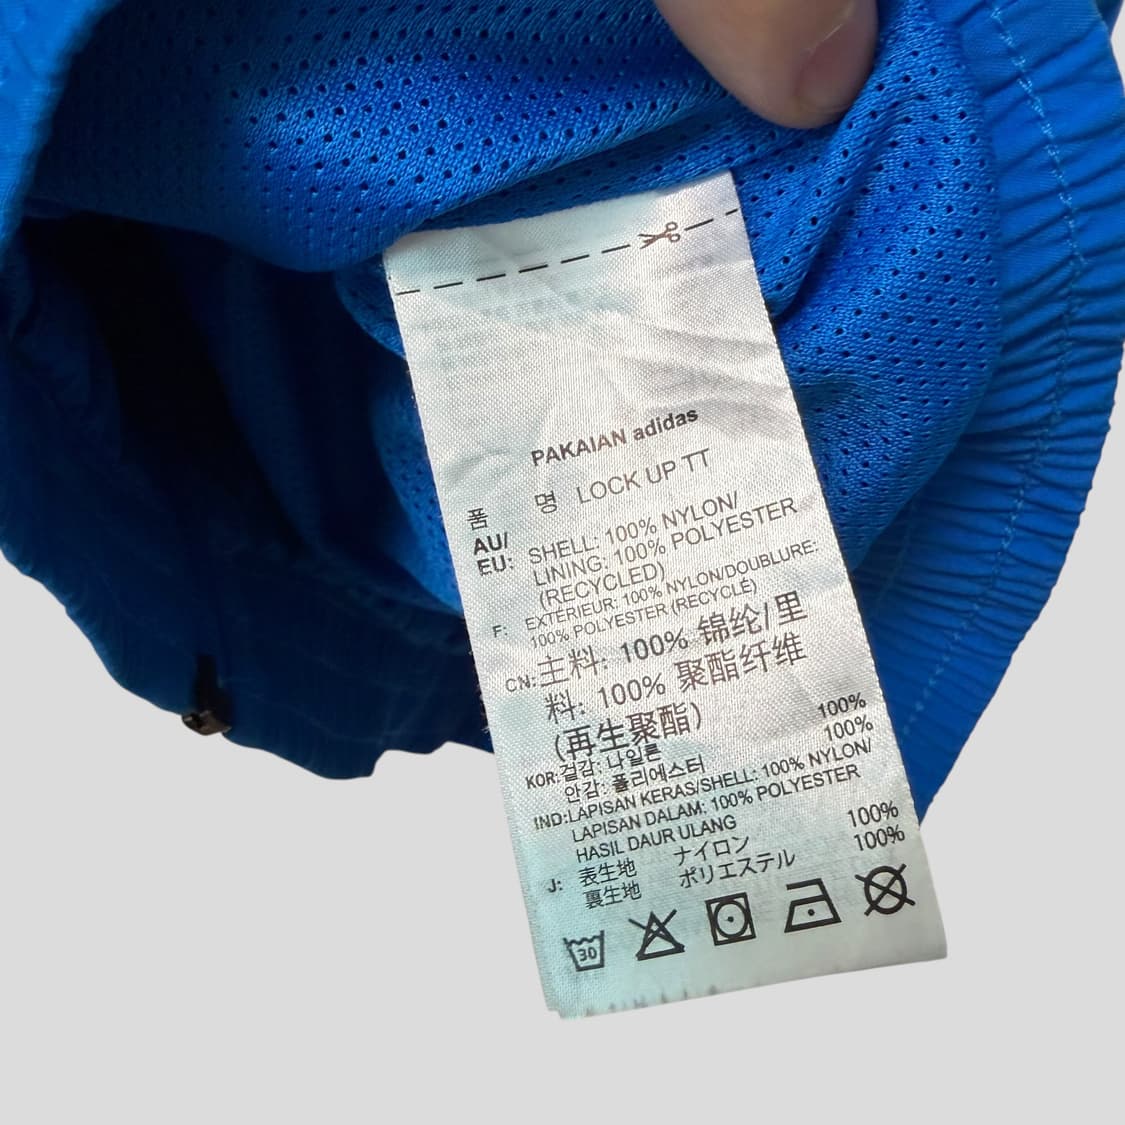 PAKAIAN adidas
품 명 LOCK UP TT
AU/EU: SHELL: 100% NYLON/
LINING: 100% POLYESTER
(RECYCLED)
F: EXTÉRIEUR: 100% NYLON/DOUBLURE:
100% POLYESTER (RECYCLÉ)
CN: 主料: 100% 锦纶/里
料: 100% 聚酯纤维
(再生聚酯)
KOR: 겉감: 나일론 100%
안감: 폴리에스터 100%
IND: LAPISAN KERAS/SHELL: 100% NYLON/
LAPISAN DALAM: 100% POLYESTER
HASIL DAUR ULANG
J: 表生地 ナイロン 100%
裏生地 ポリエステル 100%
30